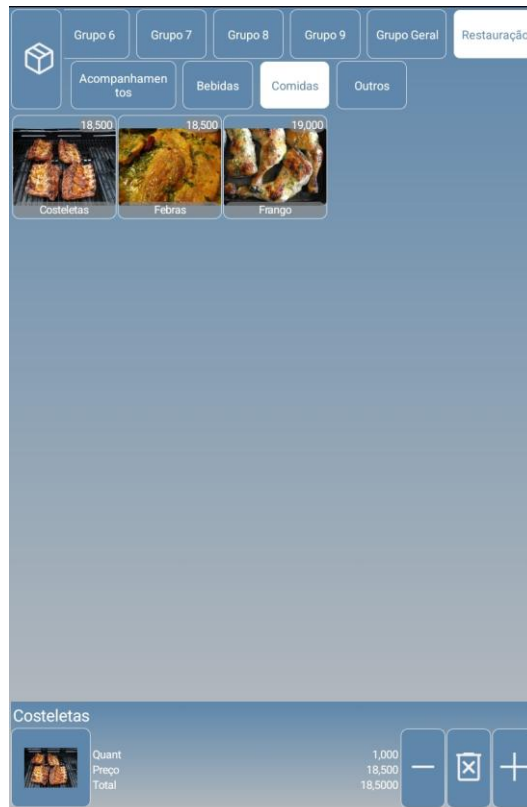 Grupo 6
Grupo 7
Grupo 8
Grupo 9
Grupo Geral
Restauração
Acompanhamen
tos
Bebidas
Comidas
Outros
18,500
18,500
19,000
Costeletas
Febras
Frango
Costeletas
Quant 1,000
Preço 18,500
Total 18,5000